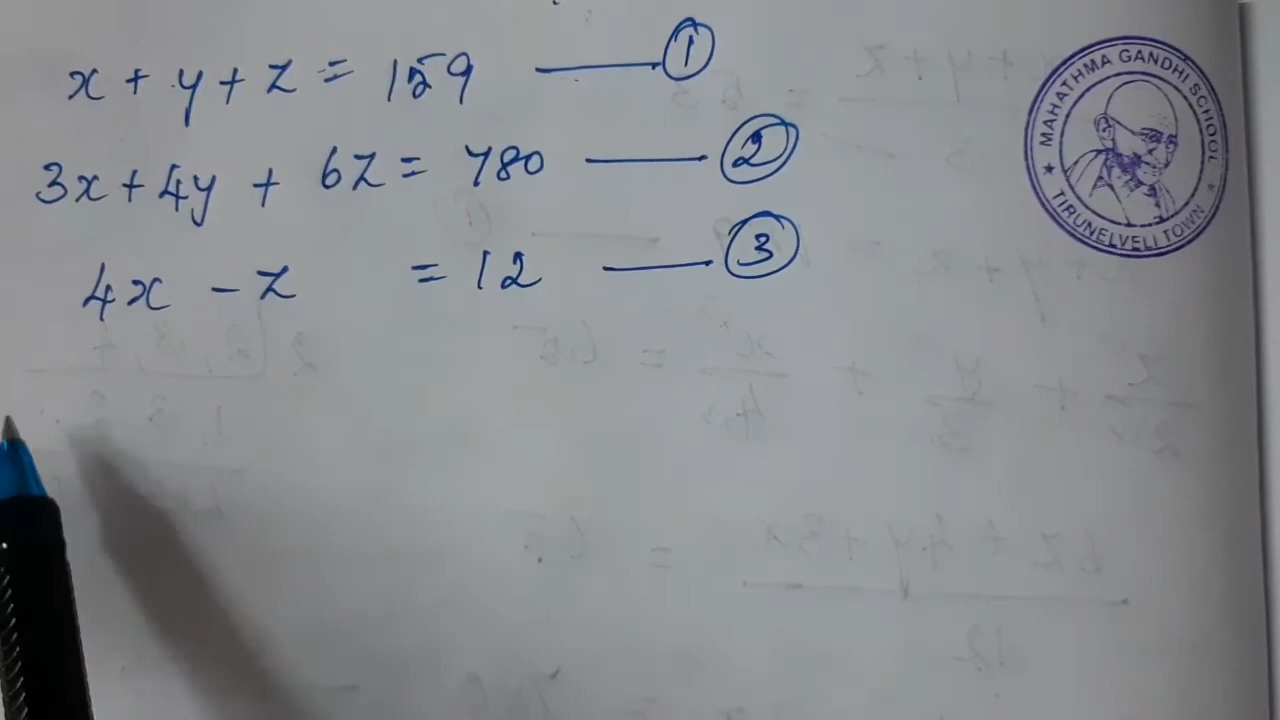 x + y + z = 159 —— ①
3x + 4y + 6z = 780 —— ②
4x - z = 12 —— ③
MAHATHMA GANDHI SCHOOL
★ TIRUNELVELI TOWN ★